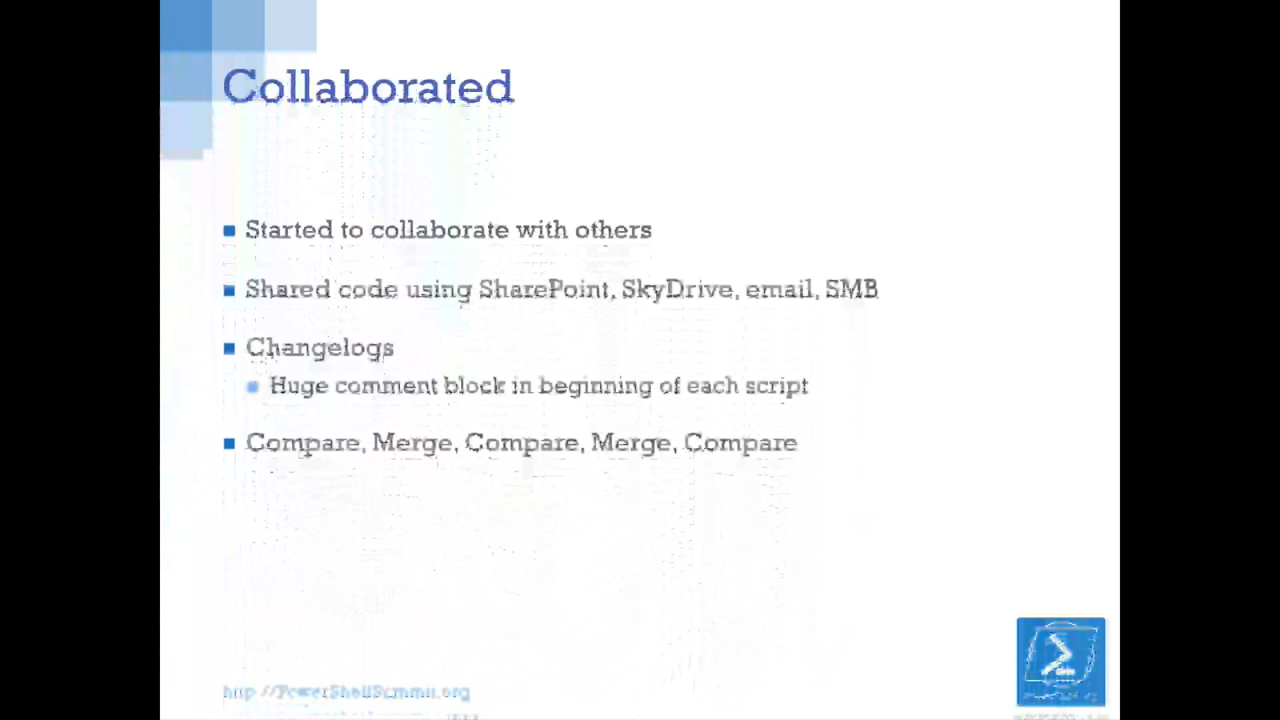 Collaborated
Started to collaborate with others
Shared code using SharePoint, SkyDrive, email, SMB
Changelogs
Huge comment block in beginning of each script
Compare, Merge, Compare, Merge, Compare
http://PowerShellSummit.org